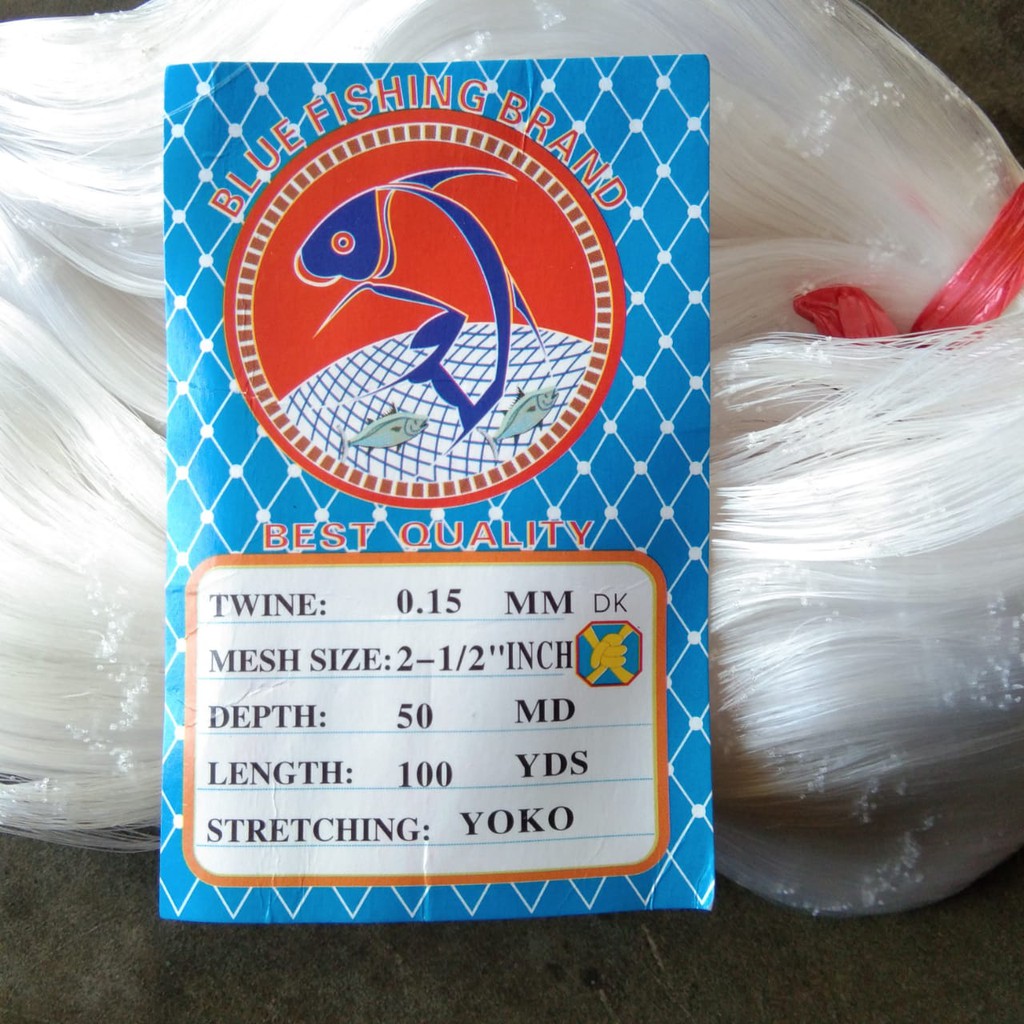 BLUE FISHING BRAND
BEST QUALITY
TWINE: 0.15 MM DK
MESH SIZE: 2-1/2"INCH
DEPTH: 50 MD
LENGTH: 100 YDS
STRETCHING: YOKO